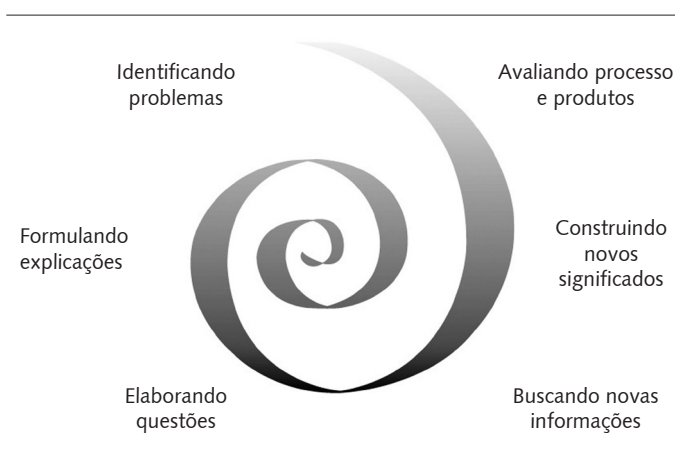 Identificando
problemas
Avaliando processo
e produtos
Formulando
explicações
Construindo
novos
significados
Elaborando
questões
Buscando novas
informações